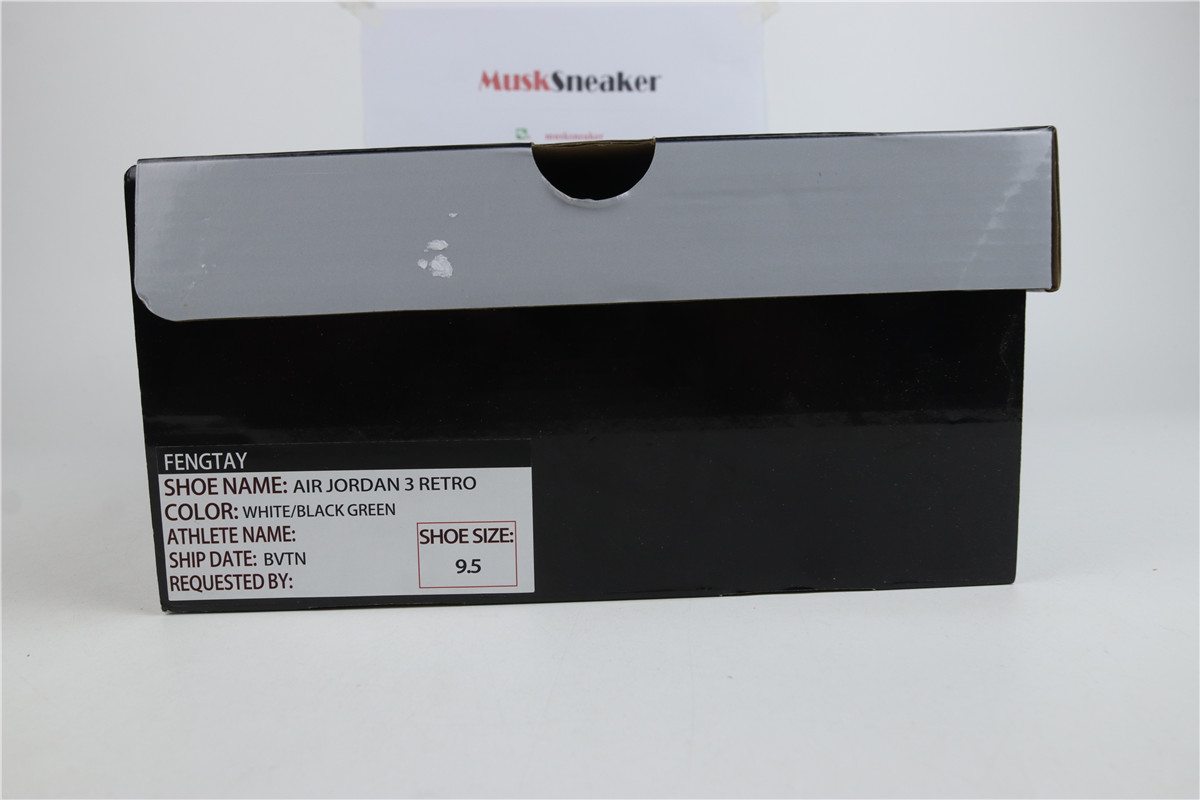 MuskSneaker
musksneaker
FENGTAY
SHOE NAME: AIR JORDAN 3 RETRO
COLOR: WHITE/BLACK GREEN
ATHLETE NAME:
SHIP DATE: BVTN
REQUESTED BY:
SHOE SIZE:
9.5